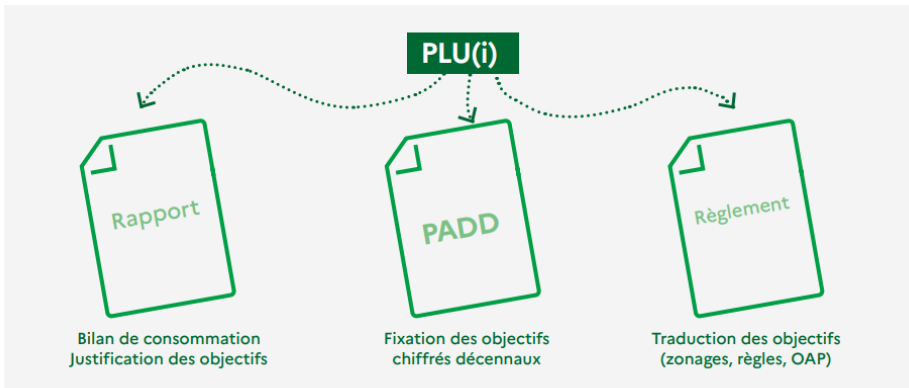 PLU(i)
Rapport
PADD
Règlement
Bilan de consommation
Justification des objectifs
Fixation des objectifs
chiffrés décennaux
Traduction des objectifs
(zonages, règles, OAP)